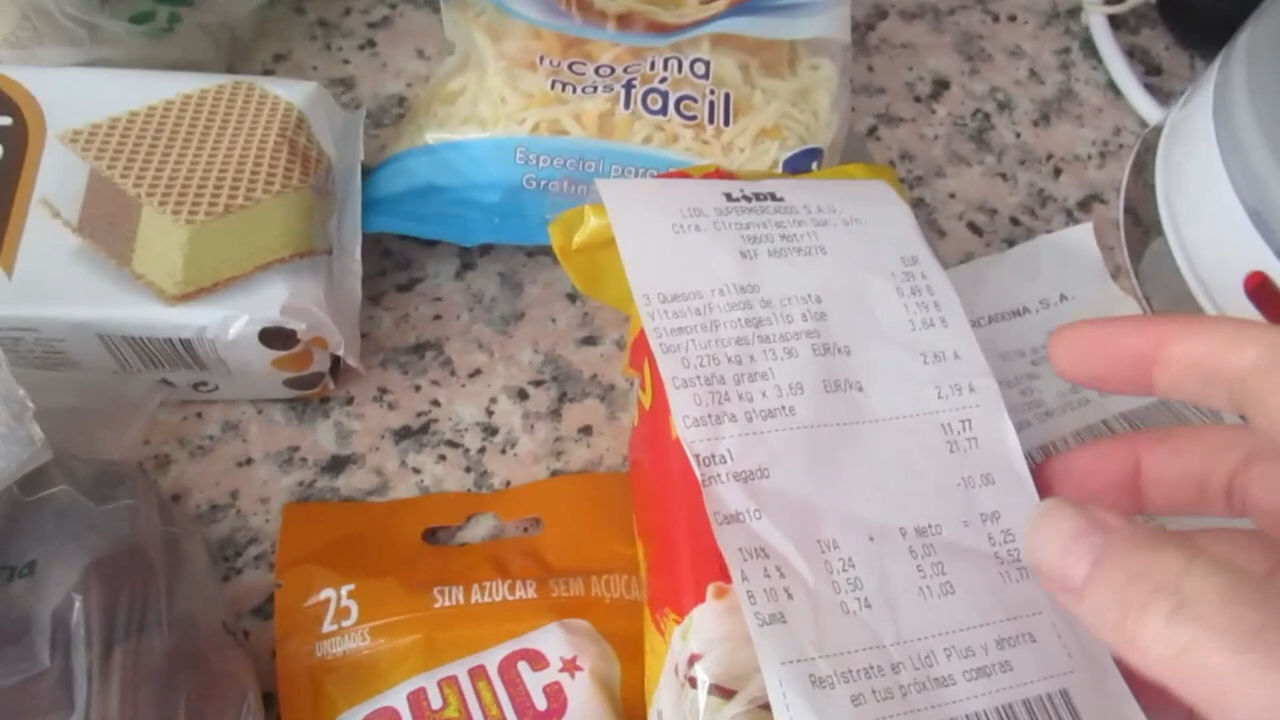 tu cocina
más fácil
Especial para
Gratin
LIDL
LIDL SUPERMERCADOS S.A.U.
Ctra. Circunvalación Sur, s/n.
18600 Motril
NIF A60195278
EUR
3 Quesos rallado 1,39 A
Vitasia/Fideos de crista 0,49 B
Siempre/Protegeslip aloe 1,19 B
Dor/Turrones/mazapanes 3,84 B
0,276 kg x 13,90 EUR/kg
Castaña granel 2,67 A
0,724 kg x 3,69 EUR/kg
Castaña gigante 2,19 A
Total 11,77
Entregado 21,77
Cambio -10,00
IVA% IVA + P Neto = PVP
A 4 % 0,24 6,01 6,25
B 10 % 0,50 5,02 5,52
Suma 0,74 11,03 11,77
Regístrate en Lidl Plus y ahorra
en tus próximas compras
RCADONA, S.A.
25
UNIDADES
SIN AZÚCAR SEM AÇÚCA
CHIC